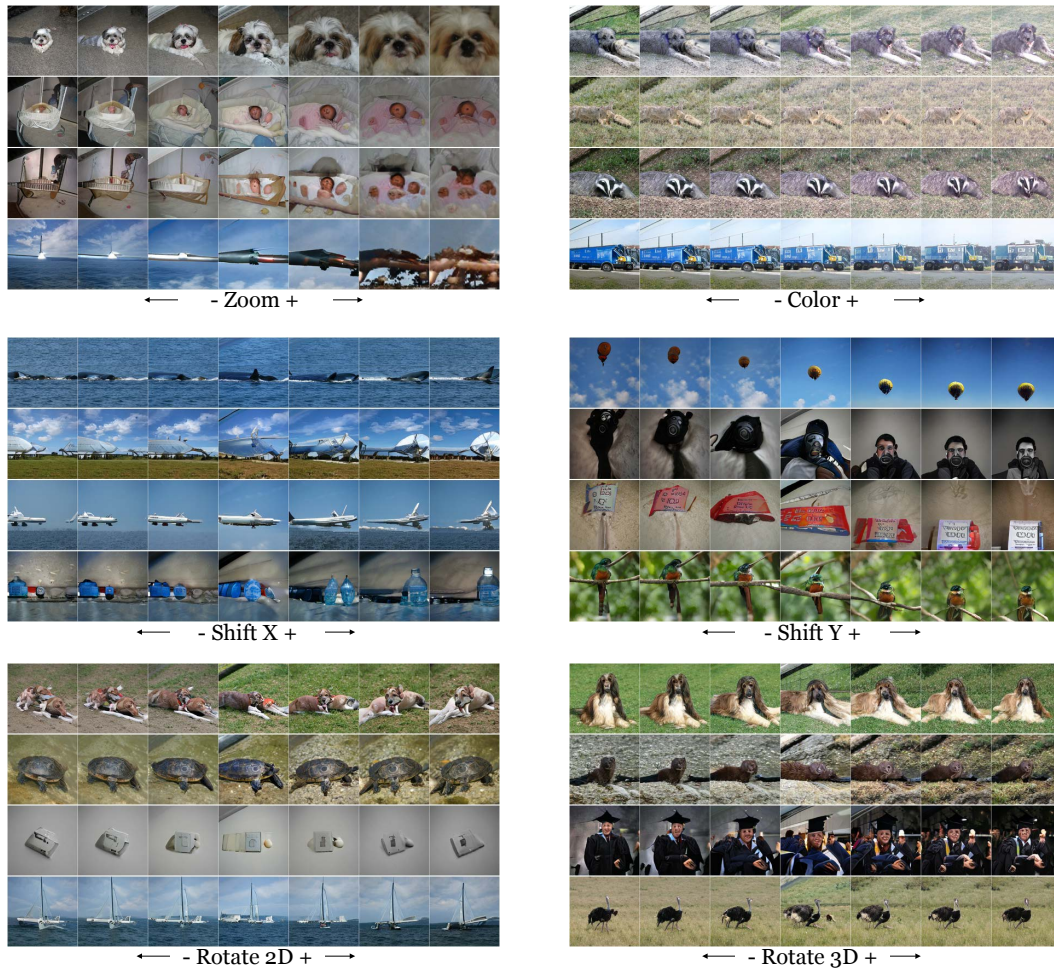 - Zoom +
- Color +
- Shift X +
- Shift Y +
- Rotate 2D +
- Rotate 3D +